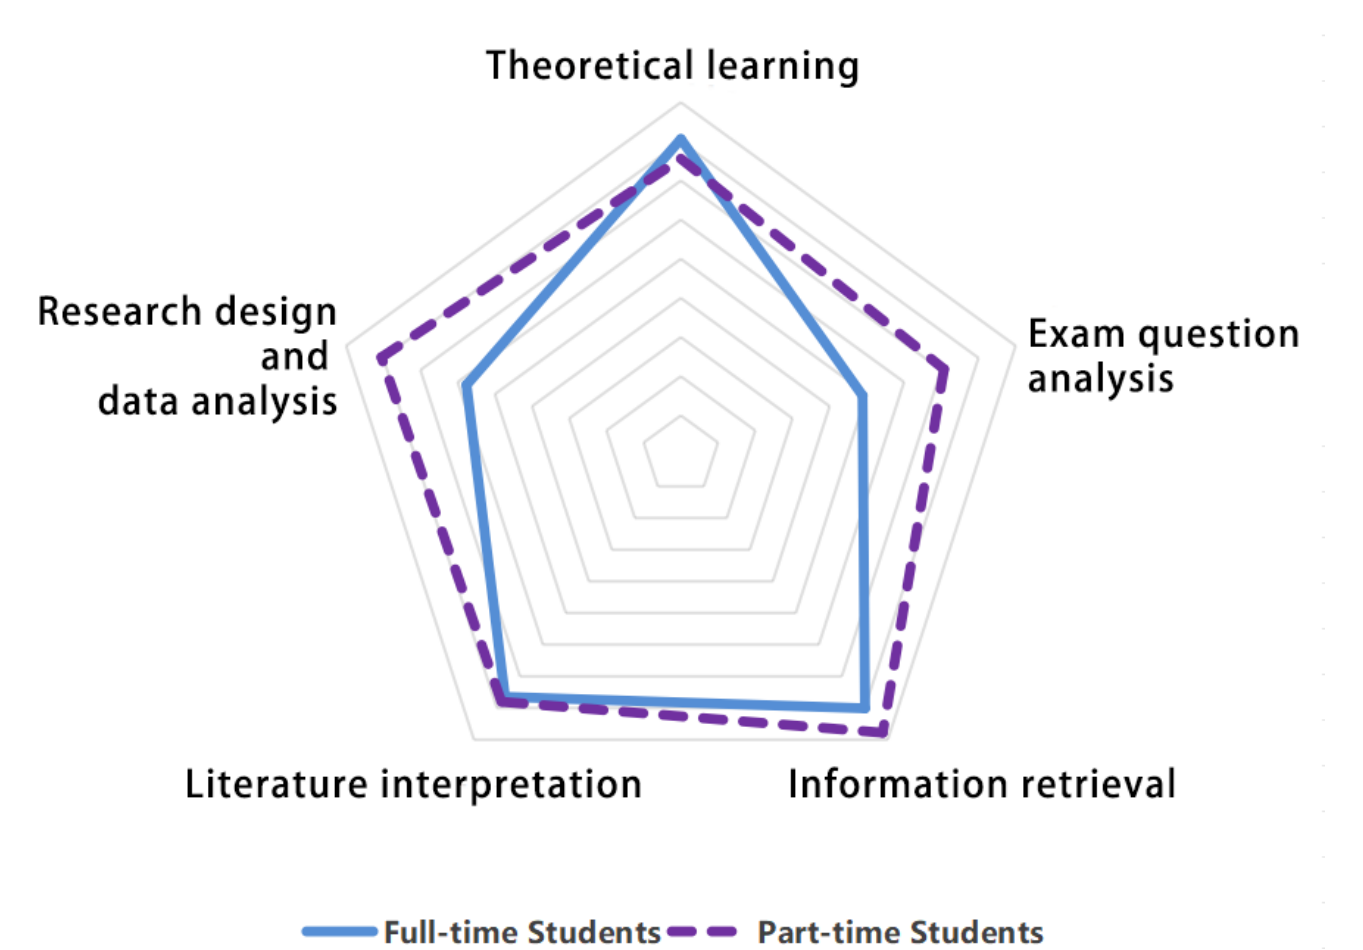 Theoretical learning
Research design
and
data analysis
Exam question
analysis
Literature interpretation
Information retrieval
Full-time Students
Part-time Students